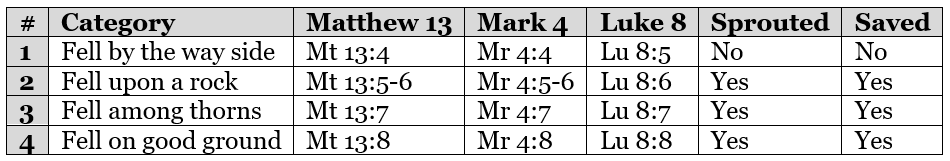 # Category Matthew 13 Mark 4 Luke 8 Sprouted Saved
1 Fell by the way side Mt 13:4 Mr 4:4 Lu 8:5 No No
2 Fell upon a rock Mt 13:5-6 Mr 4:5-6 Lu 8:6 Yes Yes
3 Fell among thorns Mt 13:7 Mr 4:7 Lu 8:7 Yes Yes
4 Fell on good ground Mt 13:8 Mr 4:8 Lu 8:8 Yes Yes